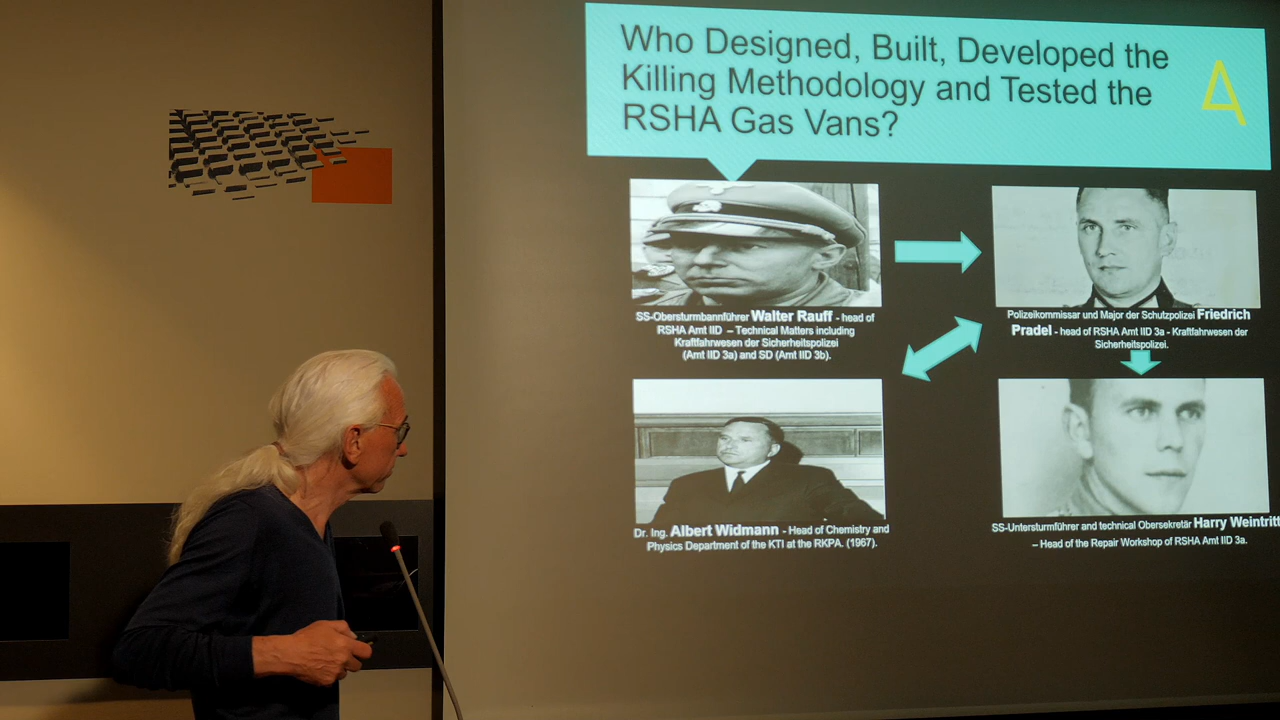 Who Designed, Built, Developed the
Killing Methodology and Tested the
RSHA Gas Vans?
SS-Obersturmbannführer Walter Rauff - head of
RSHA Amt IID – Technical Matters including
Kraftfahrwesen der Sicherheitspolizei
(Amt IID 3a) and SD (Amt IID 3b).
Polizeikommissar und Major der Schutzpolizei Friedrich
Pradel - head of RSHA Amt IID 3a - Kraftfahrwesen der
Sicherheitspolizei.
Dr. Ing. Albert Widmann - Head of Chemistry and
Physics Department of the KTI at the RKPA. (1967).
SS-Untersturmführer and technical Obersekretär Harry Weintritt
– Head of the Repair Workshop of RSHA Amt IID 3a.